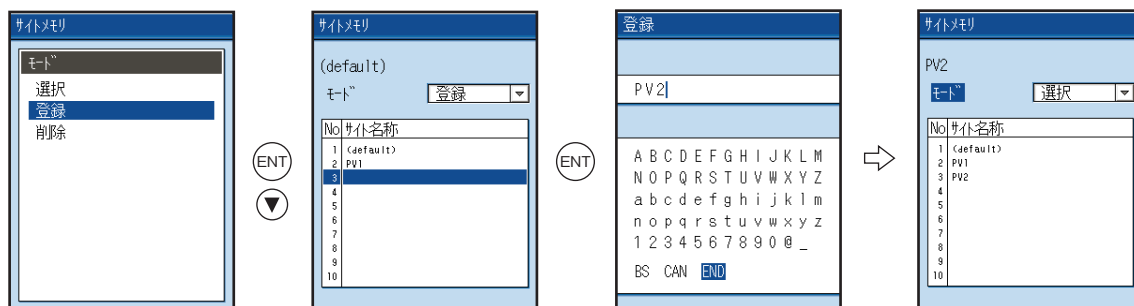 サイトメモリ
モード
選択
登録
削除
ENT
▼
サイトメモリ
(default)
モード 登録 ▼
No サイト名称
1 (default)
2 PV1
3
4
5
6
7
8
9
10
ENT
登録
PV2
A B C D E F G H I J K L M
N O P Q R S T U V W X Y Z
a b c d e f g h i j k l m
n o p q r s t u v w x y z
1 2 3 4 5 6 7 8 9 0 @ _
BS CAN END
サイトメモリ
PV2
モード 選択 ▼
No サイト名称
1 (default)
2 PV1
3 PV2
4
5
6
7
8
9
10